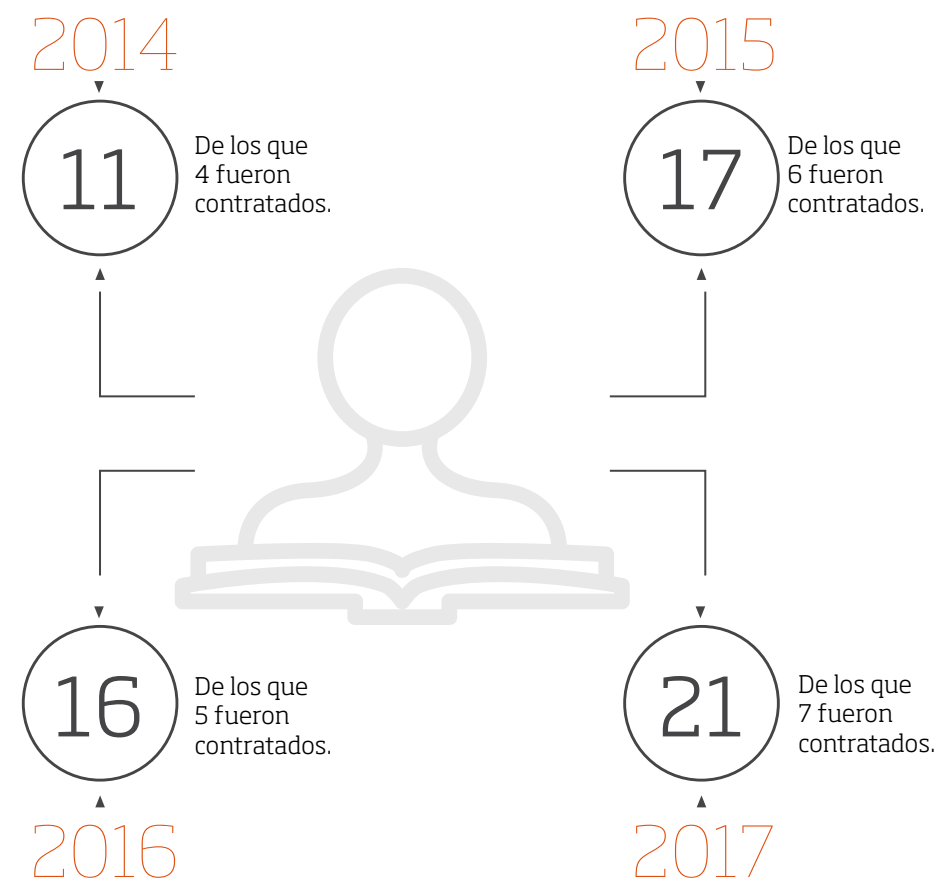 2014
11
De los que
4 fueron
contratados.
2015
17
De los que
6 fueron
contratados.
16
De los que
5 fueron
contratados.
2016
21
De los que
7 fueron
contratados.
2017